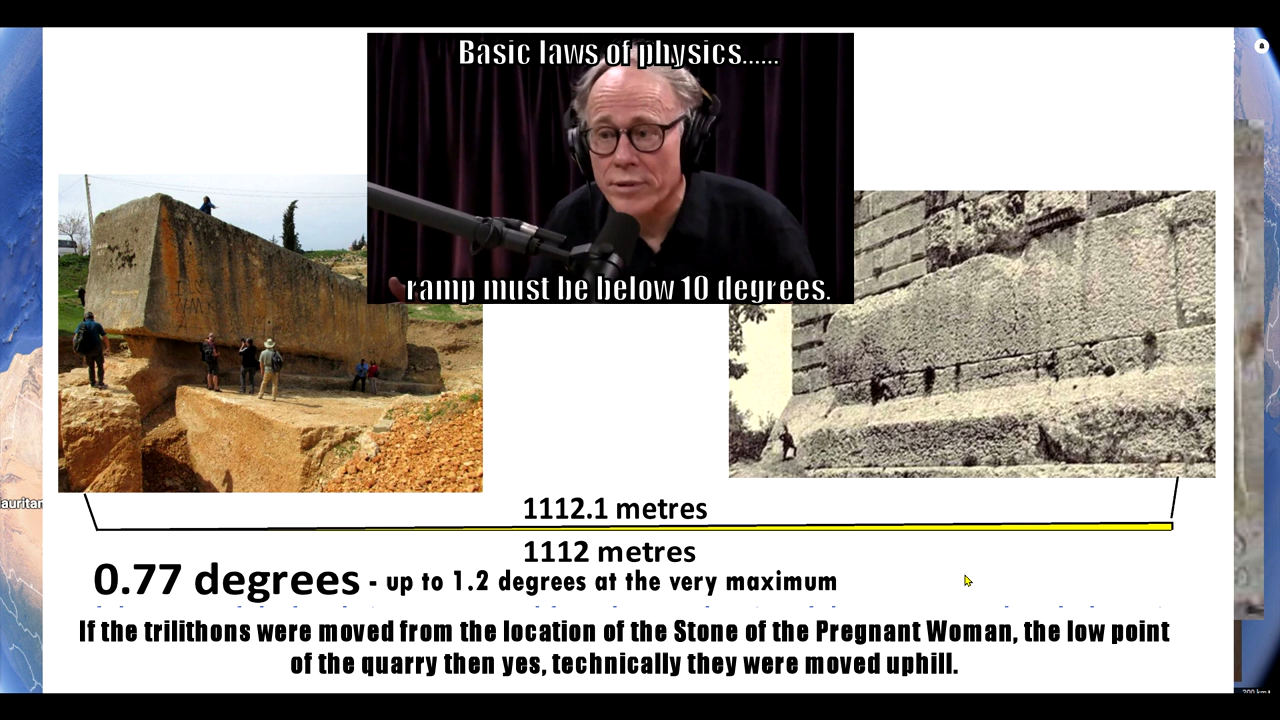 Basic laws of physics......
ramp must be below 10 degrees.
1112.1 metres
1112 metres
0.77 degrees - up to 1.2 degrees at the very maximum
If the trilithons were moved from the location of the Stone of the Pregnant Woman, the low point
of the quarry then yes, technically they were moved uphill.
auritan